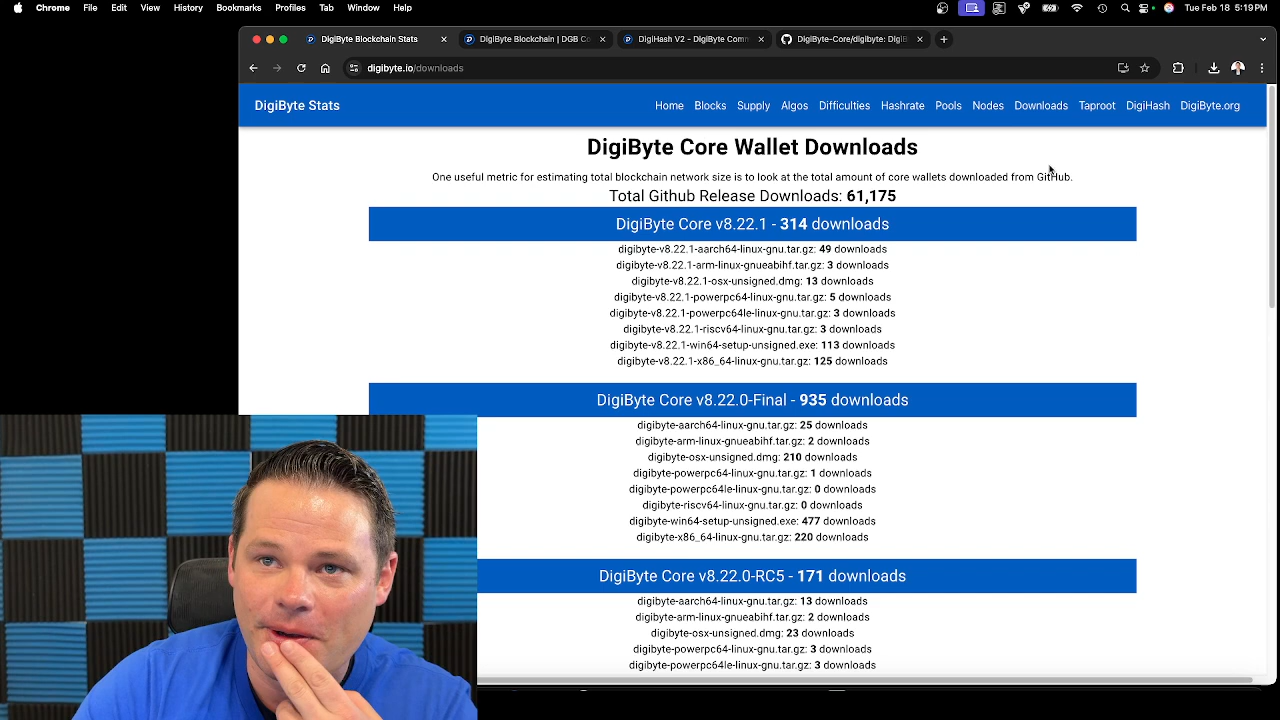 Chrome File Edit View History Bookmarks Profiles Tab Window Help Tue Feb 18 5:19PM
DigiByte Blockchain Stats DigiByte Blockchain | DGB Co DigiHash V2 - DigiByte Comm DigiByte-Core/digibyte: DigiB
digibyte.io/downloads
DigiByte Stats Home Blocks Supply Algos Difficulties Hashrate Pools Nodes Downloads Taproot DigiHash DigiByte.org
DigiByte Core Wallet Downloads
One useful metric for estimating total blockchain network size is to look at the total amount of core wallets downloaded from GitHub.
Total Github Release Downloads: 61,175
DigiByte Core v8.22.1 - 314 downloads
digibyte-v8.22.1-aarch64-linux-gnu.tar.gz: 49 downloads
digibyte-v8.22.1-arm-linux-gnueabihf.tar.gz: 3 downloads
digibyte-v8.22.1-osx-unsigned.dmg: 13 downloads
digibyte-v8.22.1-powerpc64-linux-gnu.tar.gz: 5 downloads
digibyte-v8.22.1-powerpc64le-linux-gnu.tar.gz: 3 downloads
digibyte-v8.22.1-riscv64-linux-gnu.tar.gz: 3 downloads
digibyte-v8.22.1-win64-setup-unsigned.exe: 113 downloads
digibyte-v8.22.1-x86_64-linux-gnu.tar.gz: 125 downloads
DigiByte Core v8.22.0-Final - 935 downloads
digibyte-aarch64-linux-gnu.tar.gz: 25 downloads
digibyte-arm-linux-gnueabihf.tar.gz: 2 downloads
digibyte-osx-unsigned.dmg: 210 downloads
digibyte-powerpc64-linux-gnu.tar.gz: 1 downloads
digibyte-powerpc64le-linux-gnu.tar.gz: 0 downloads
digibyte-riscv64-linux-gnu.tar.gz: 0 downloads
digibyte-win64-setup-unsigned.exe: 477 downloads
digibyte-x86_64-linux-gnu.tar.gz: 220 downloads
DigiByte Core v8.22.0-RC5 - 171 downloads
digibyte-aarch64-linux-gnu.tar.gz: 13 downloads
digibyte-arm-linux-gnueabihf.tar.gz: 2 downloads
digibyte-osx-unsigned.dmg: 23 downloads
digibyte-powerpc64-linux-gnu.tar.gz: 3 downloads
digibyte-powerpc64le-linux-gnu.tar.gz: 3 downloads